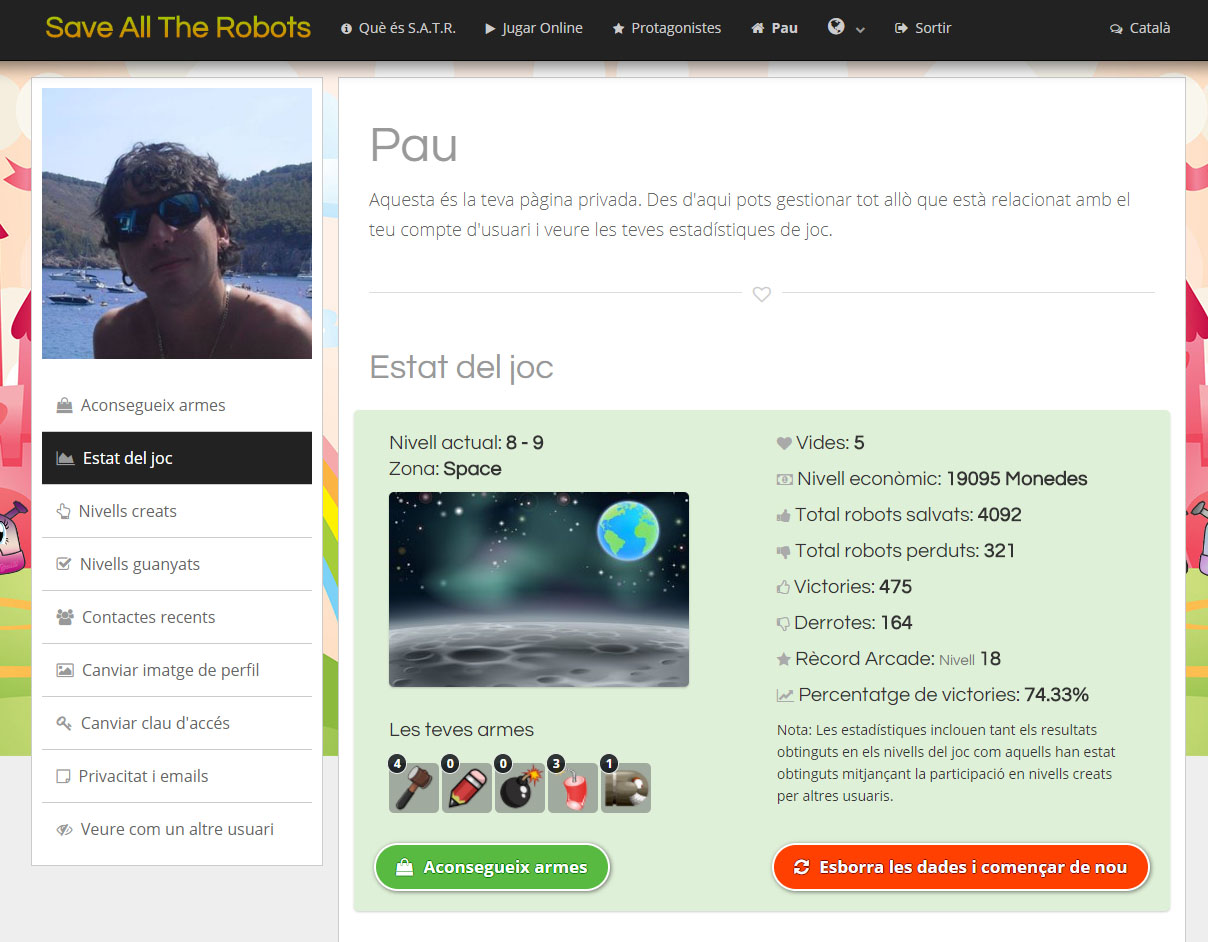 Save All The Robots
Què és S.A.T.R.
Jugar Online
Protagonistes
Pau
Sortir
Català
Aconsegueix armes
Estat del joc
Nivells creats
Nivells guanyats
Contactes recents
Canviar imatge de perfil
Canviar clau d'accés
Privacitat i emails
Veure com un altre usuari
Pau
Aquesta és la teva pàgina privada. Des d'aqui pots gestionar tot allò que està relacionat amb el
teu compte d'usuari i veure les teves estadístiques de joc.
Estat del joc
Nivell actual: 8 - 9
Zona: Space
Les teves armes
4 0 0 3 1
Aconsegueix armes
Vides: 5
Nivell econòmic: 19095 Monedes
Total robots salvats: 4092
Total robots perduts: 321
Victories: 475
Derrotes: 164
Rècord Arcade: Nivell 18
Percentatge de victories: 74.33%
Nota: Les estadístiques inclouen tant els resultats
obtinguts en els nivells del joc com aquells han estat
obtinguts mitjançant la participació en nivells creats
per altres usuaris.
Esborra les dades i començar de nou